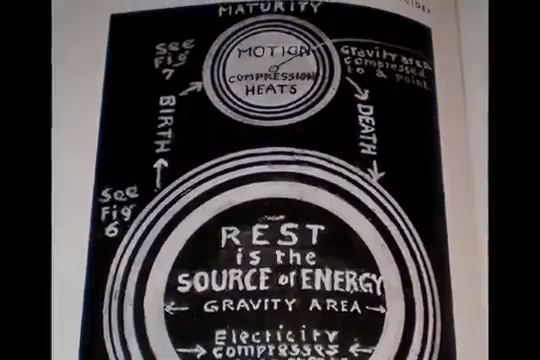 MATURITY
See
Fig
7
MOTION
COMPRESSION
HEATS
Gravity area
compressed
to a point
BIRTH
DEATH
See
Fig
6
REST
is the
SOURCE of ENERGY
GRAVITY AREA
Electricity
compresses